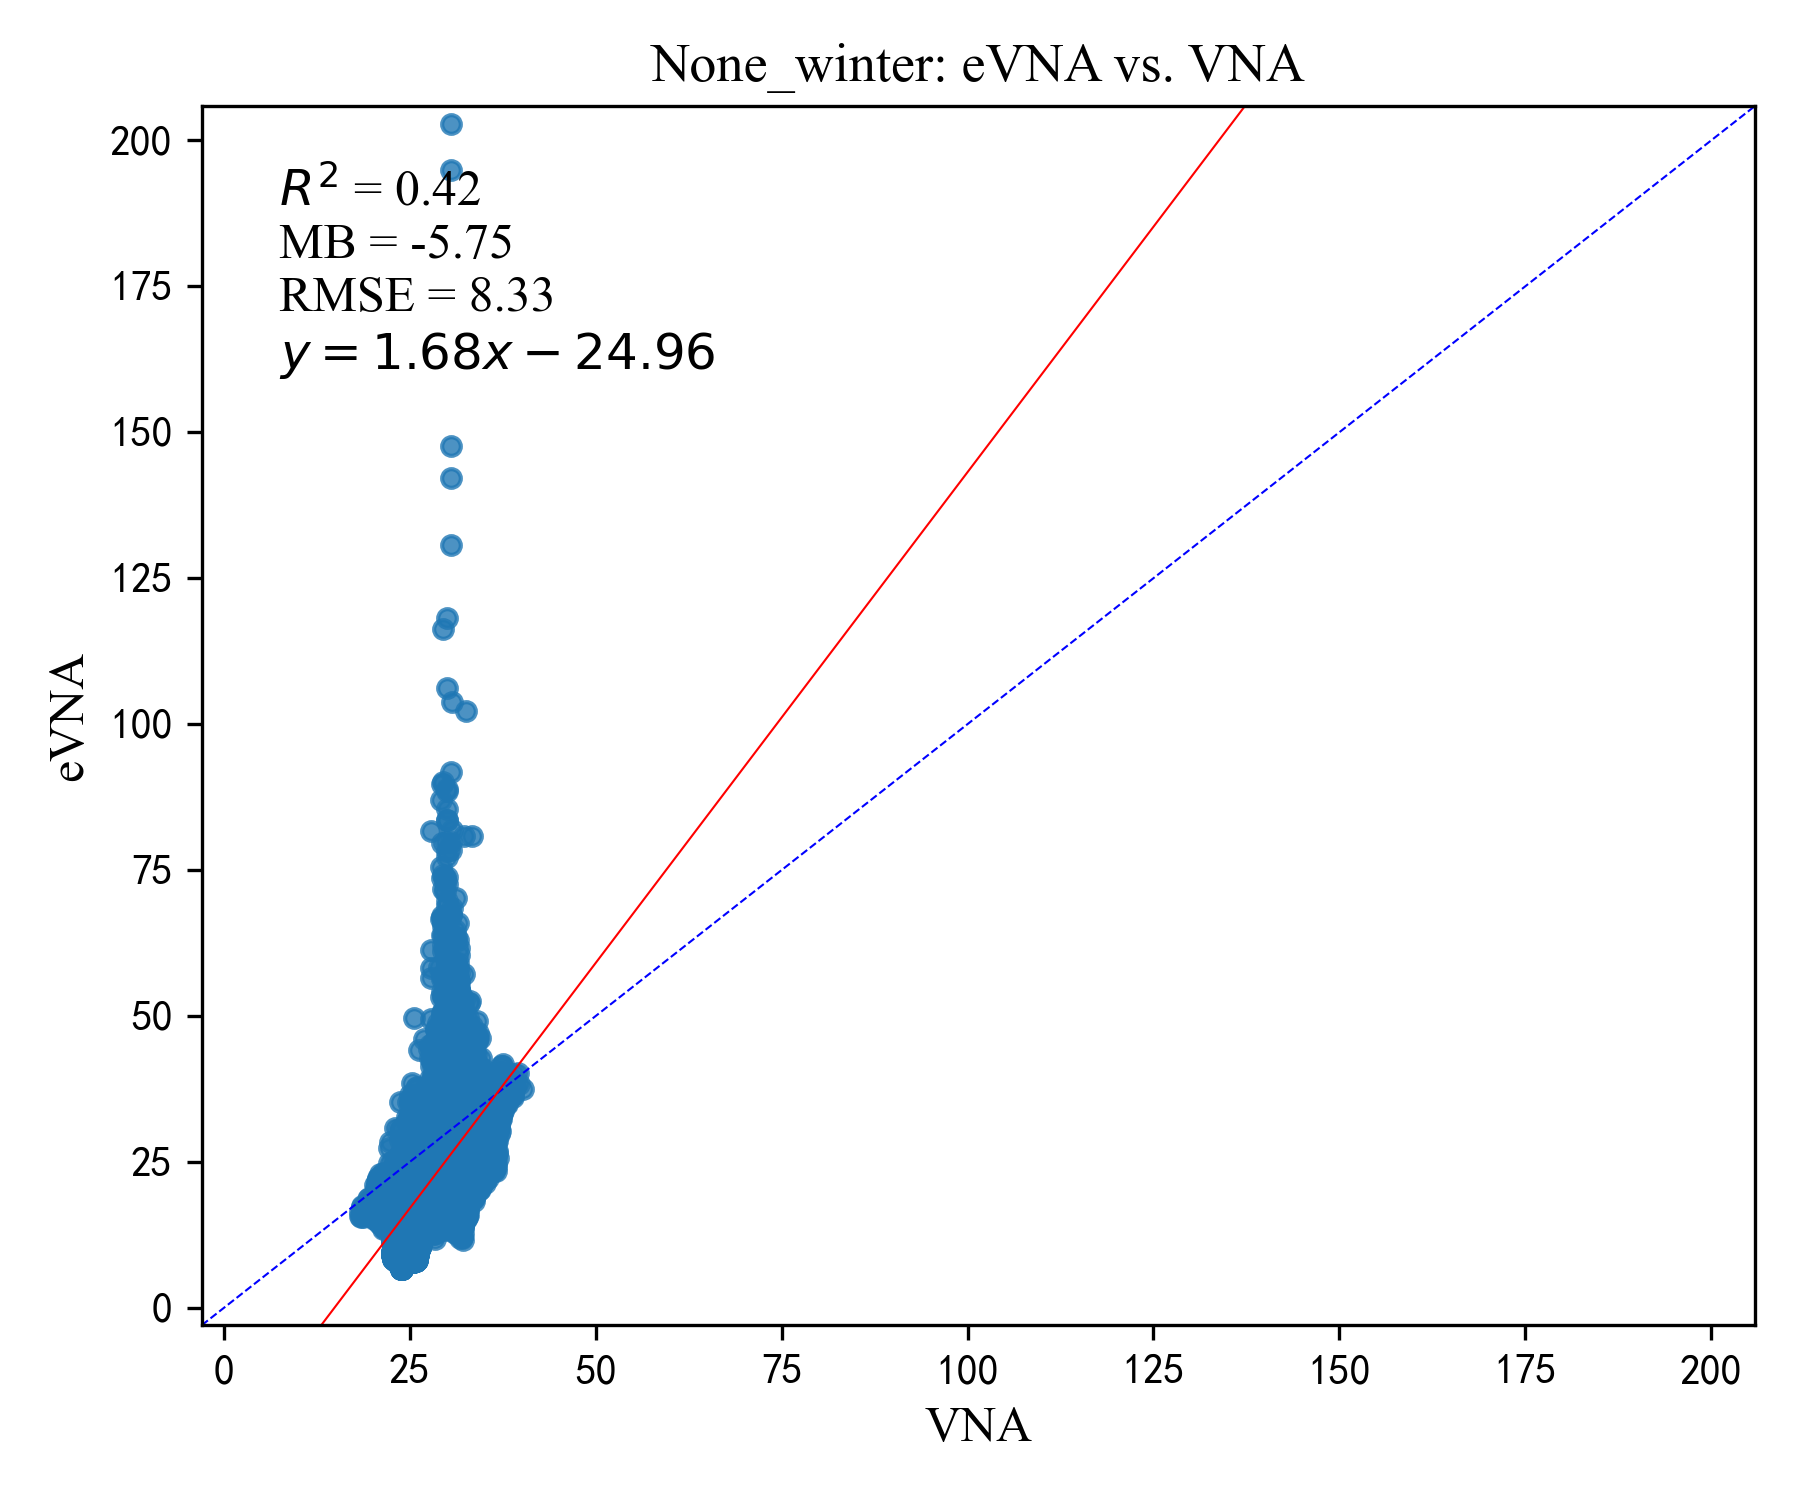 None_winter: eVNA vs. VNA
R² = 0.42
MB = -5.75
RMSE = 8.33
y = 1.68x − 24.96
eVNA
200
175
150
125
100
75
50
25
0
0 25 50 75 100 125 150 175 200
VNA